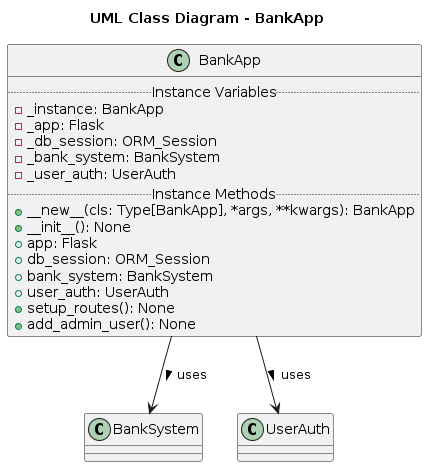 UML Class Diagram - BankApp
C BankApp
Instance Variables
_instance: BankApp
_app: Flask
_db_session: ORM_Session
_bank_system: BankSystem
_user_auth: UserAuth
Instance Methods
__new__(cls: Type[BankApp], *args, **kwargs): BankApp
__init__(): None
app: Flask
db_session: ORM_Session
bank_system: BankSystem
user_auth: UserAuth
setup_routes(): None
add_admin_user(): None
uses
uses
C BankSystem
C UserAuth